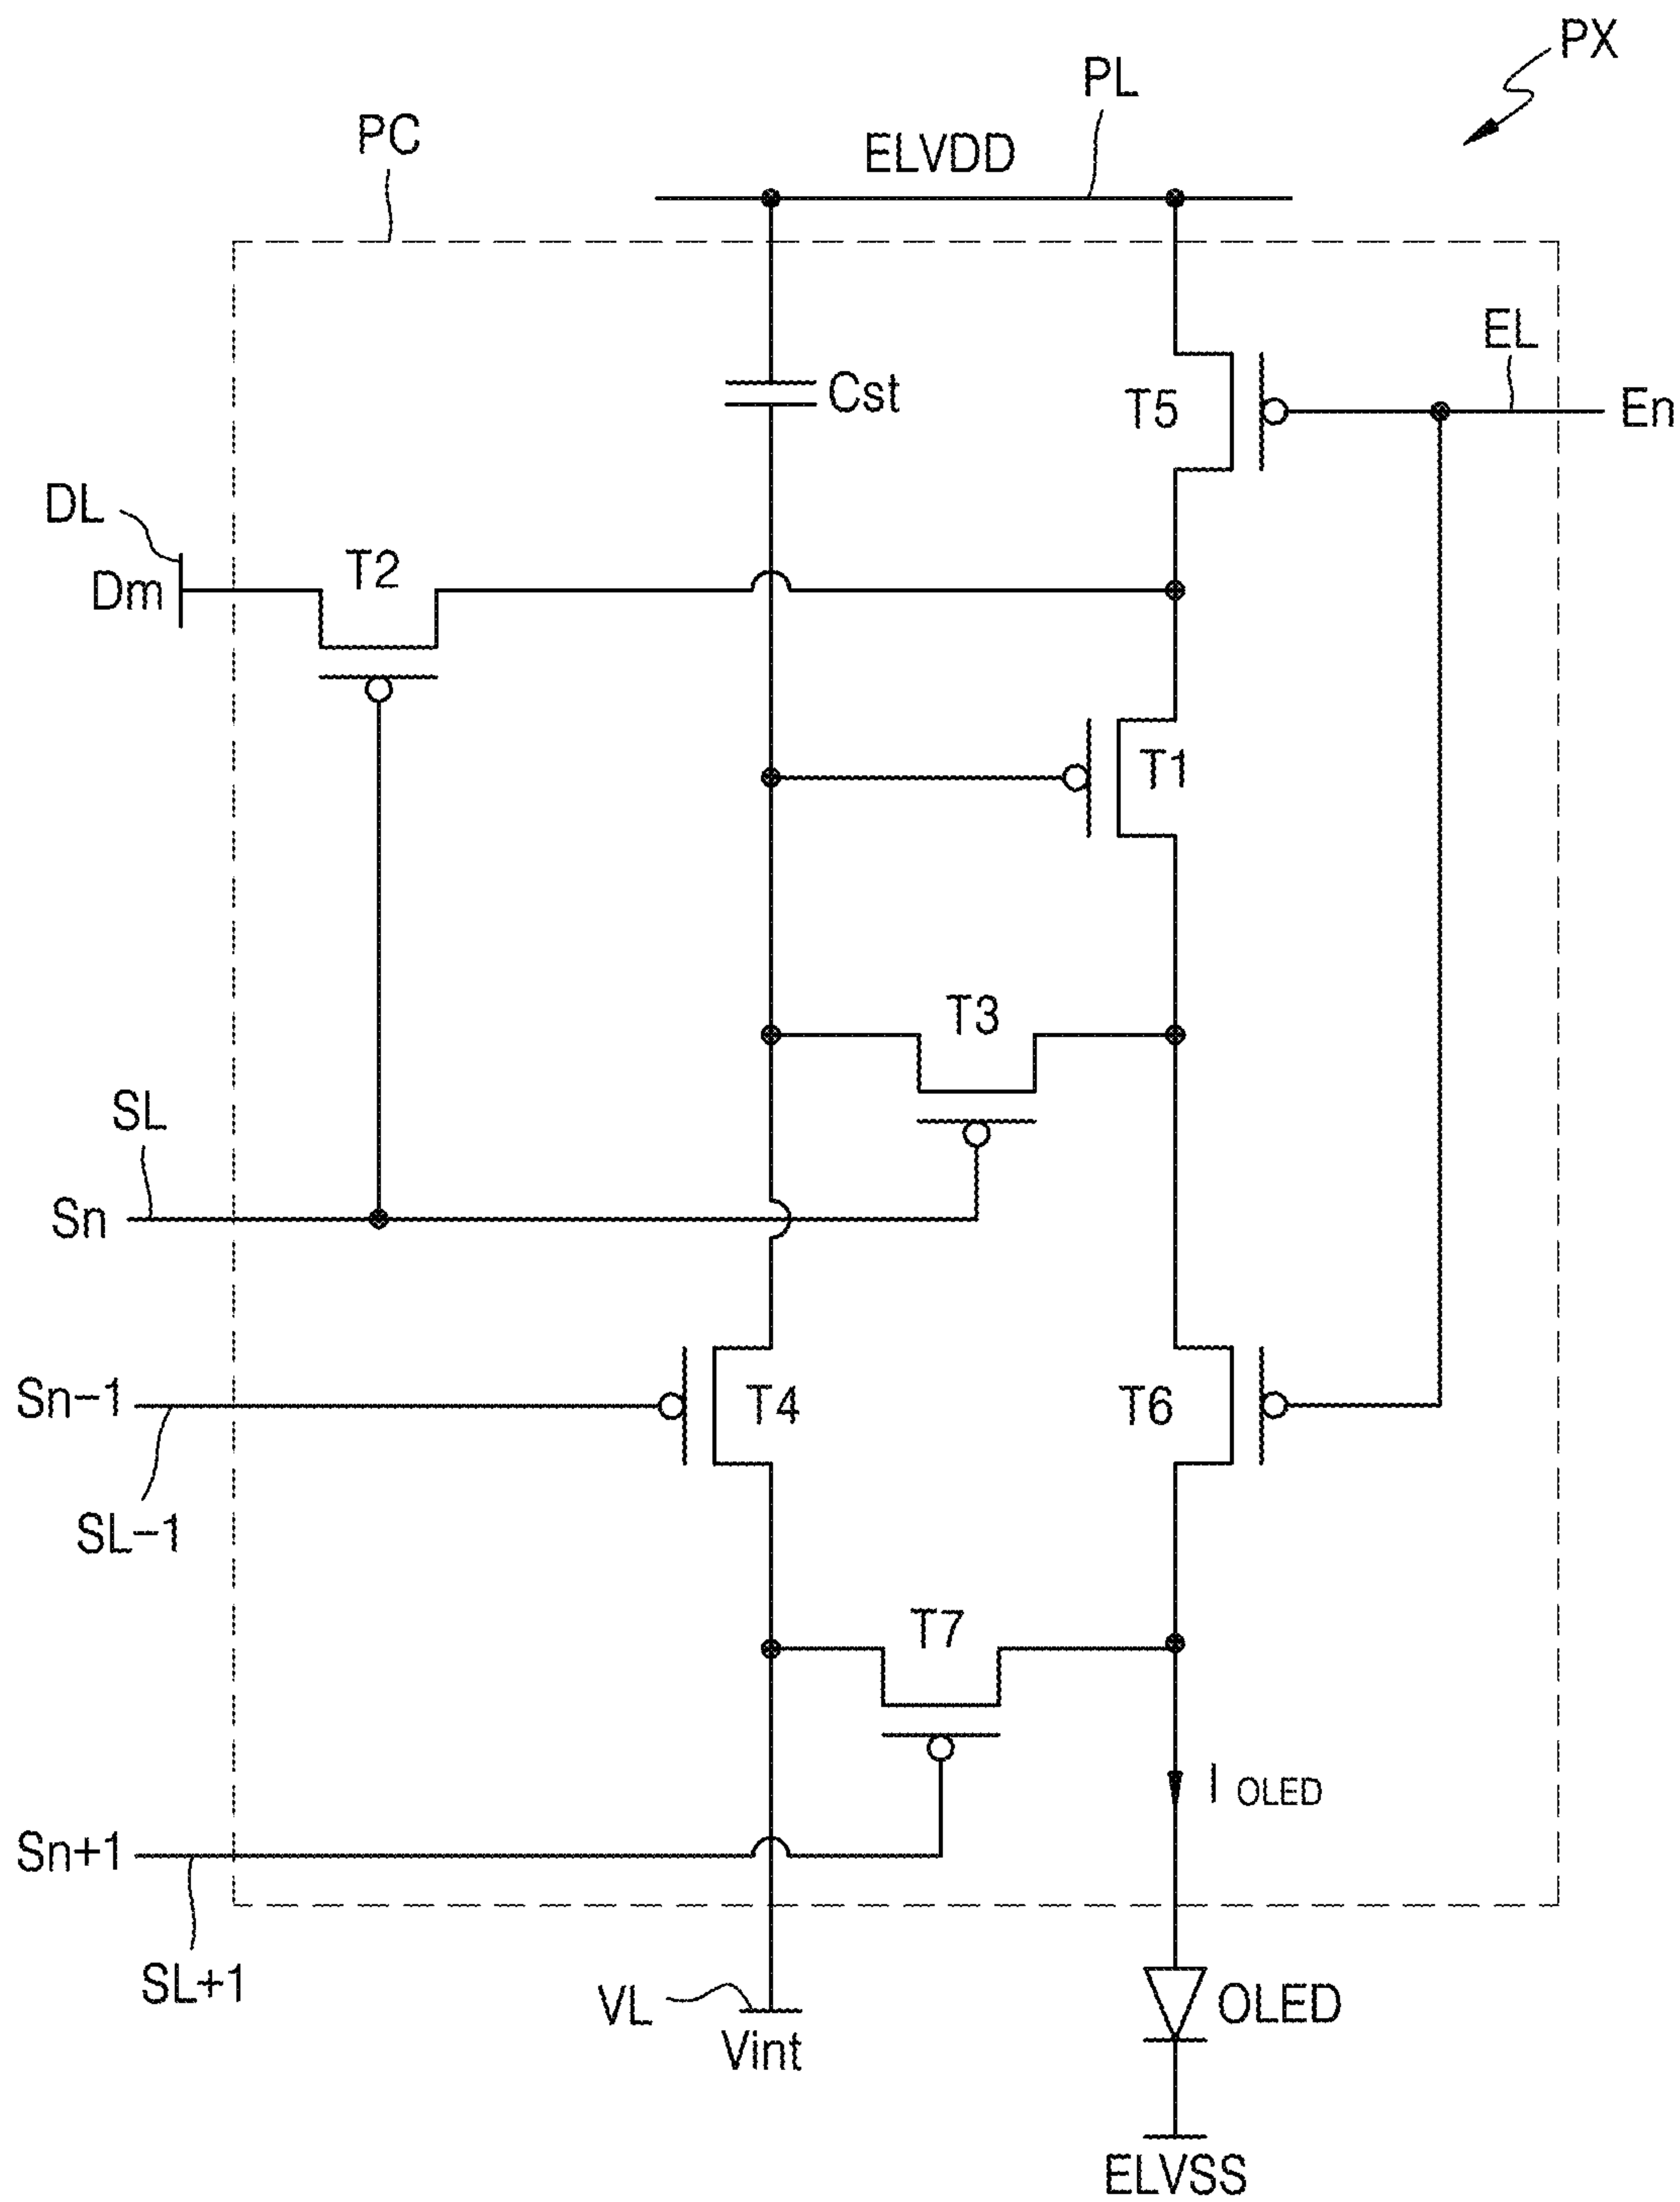 PX
PL
PC
ELVDD
EL
Cst
T5
En
DL
T2
Dm
T1
T3
SL
Sn
Sn-1
T4
T6
SL-1
T7
I OLED
Sn+1
SL+1
VL
OLED
Vint
ELVSS